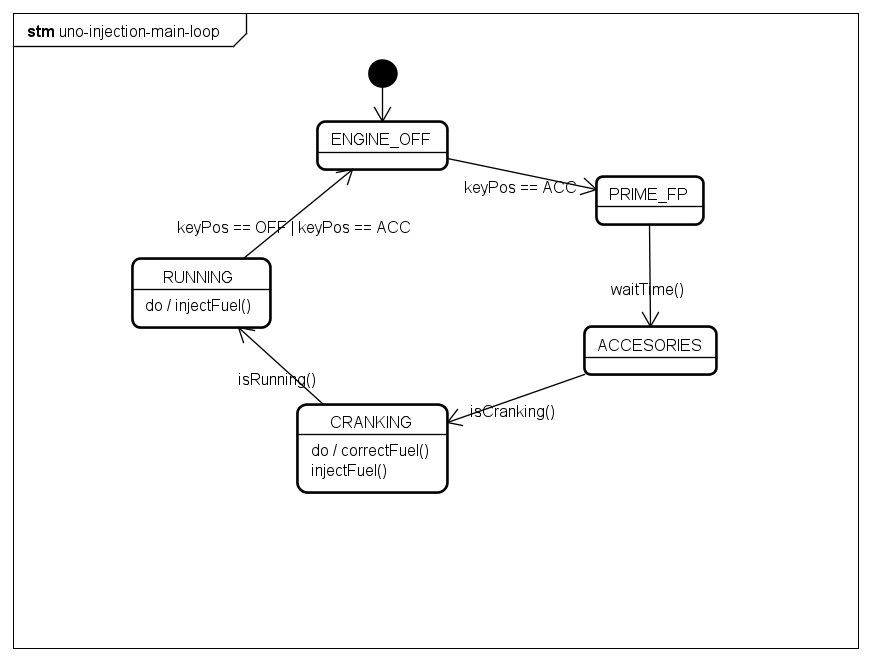 stm uno-injection-main-loop
ENGINE_OFF
keyPos == ACC
PRIME_FP
keyPos == OFF | keyPos == ACC
RUNNING
do / injectFuel()
waitTime()
ACCESORIES
isRunning()
isCranking()
CRANKING
do / correctFuel()
injectFuel()